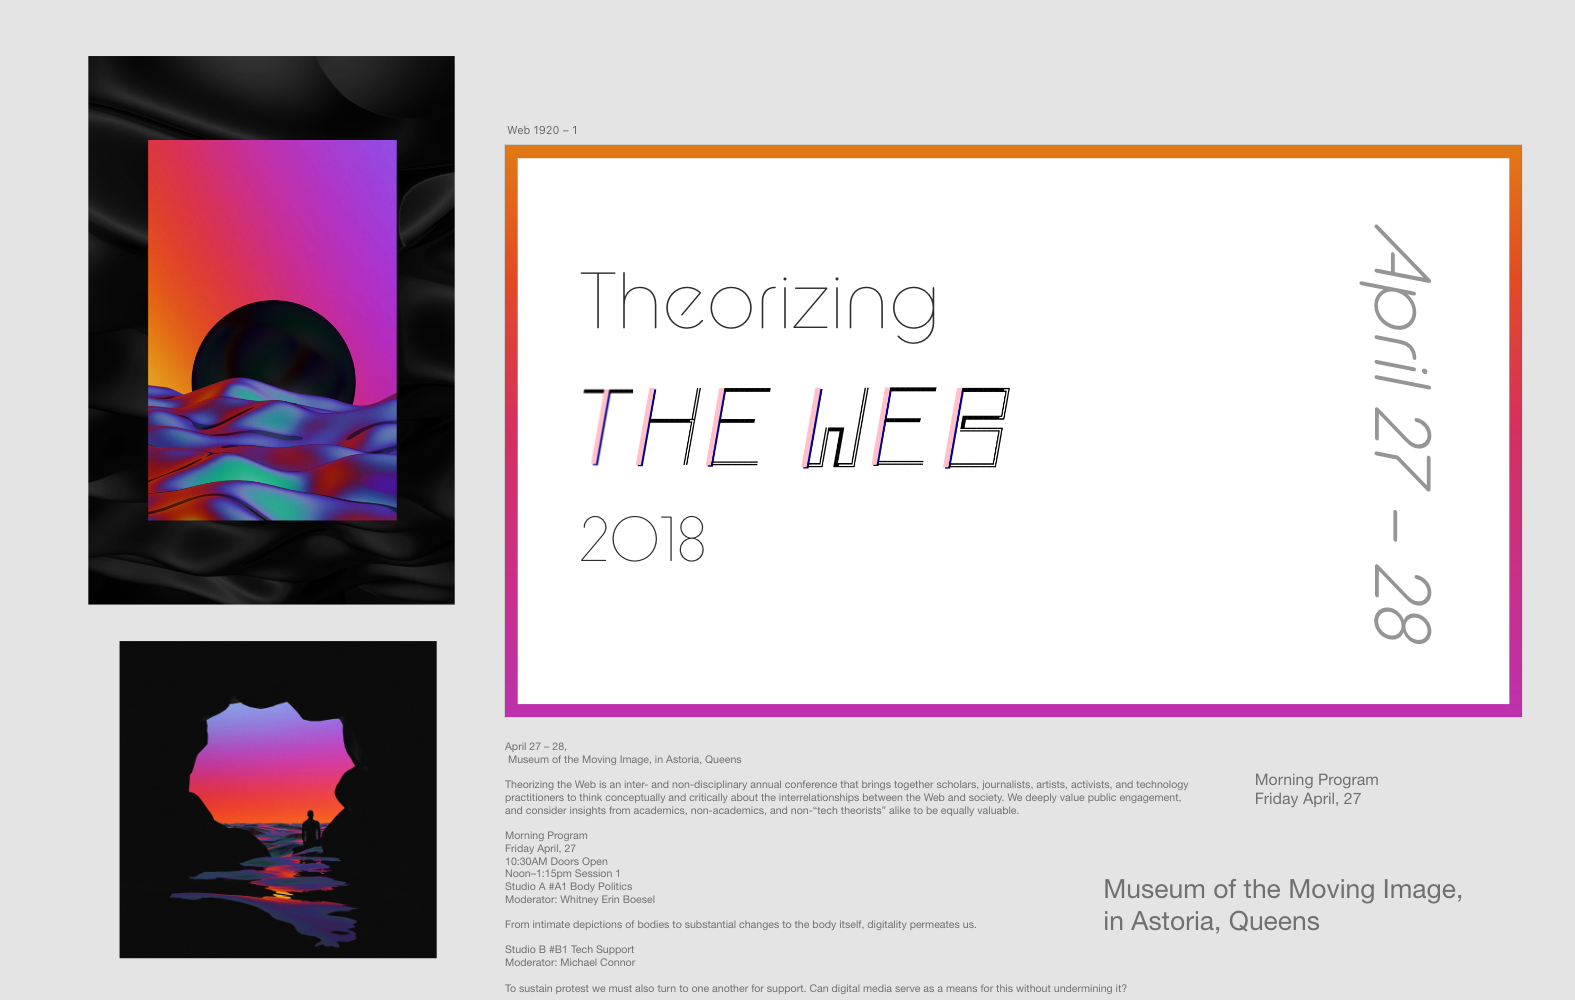 Web 1920 – 1
Theorizing
THE WEB
2018
April 27 – 28
April 27 – 28,
Museum of the Moving Image, in Astoria, Queens
Theorizing the Web is an inter- and non-disciplinary annual conference that brings together scholars, journalists, artists, activists, and technology
practitioners to think conceptually and critically about the interrelationships between the Web and society. We deeply value public engagement,
and consider insights from academics, non-academics, and non-“tech theorists” alike to be equally valuable.
Morning Program
Friday April, 27
10:30AM Doors Open
Noon–1:15pm Session 1
Studio A #A1 Body Politics
Moderator: Whitney Erin Boesel
From intimate depictions of bodies to substantial changes to the body itself, digitality permeates us.
Studio B #B1 Tech Support
Moderator: Michael Connor
To sustain protest we must also turn to one another for support. Can digital media serve as a means for this without undermining it?
Morning Program
Friday April, 27
Museum of the Moving Image,
in Astoria, Queens